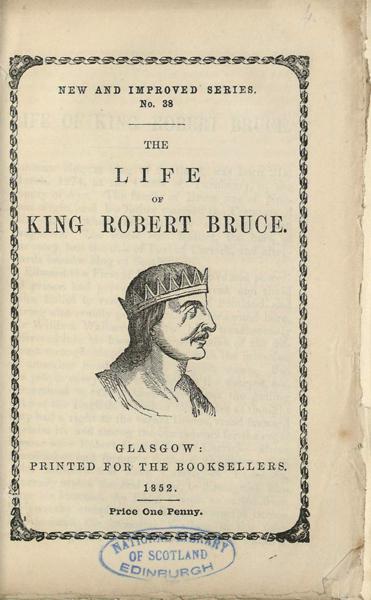 NEW AND IMPROVED SERIES.
No. 38
THE
LIFE
OF
KING ROBERT BRUCE.
GLASGOW:
PRINTED FOR THE BOOKSELLERS.
1852.
Price One Penny.
NATIONAL LIBRARY
OF SCOTLAND
EDINBURGH